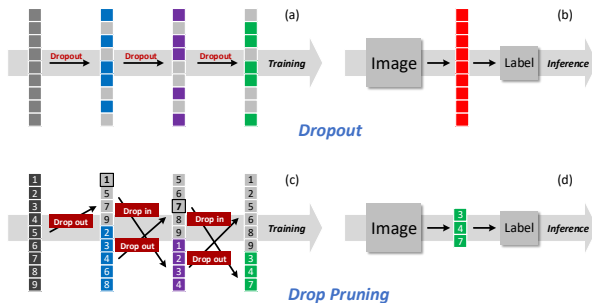 (a)
Dropout
Dropout
Dropout
Training
(b)
Image
Label
Inference
Dropout
(c)
1
2
3
4
5
6
7
8
9
Drop out
1
5
7
9
2
3
4
6
8
Drop in
Drop out
5
6
7
8
9
1
2
3
4
Drop in
Drop out
1
2
5
6
8
9
3
4
7
Training
(d)
Image
3
4
7
Label
Inference
Drop Pruning